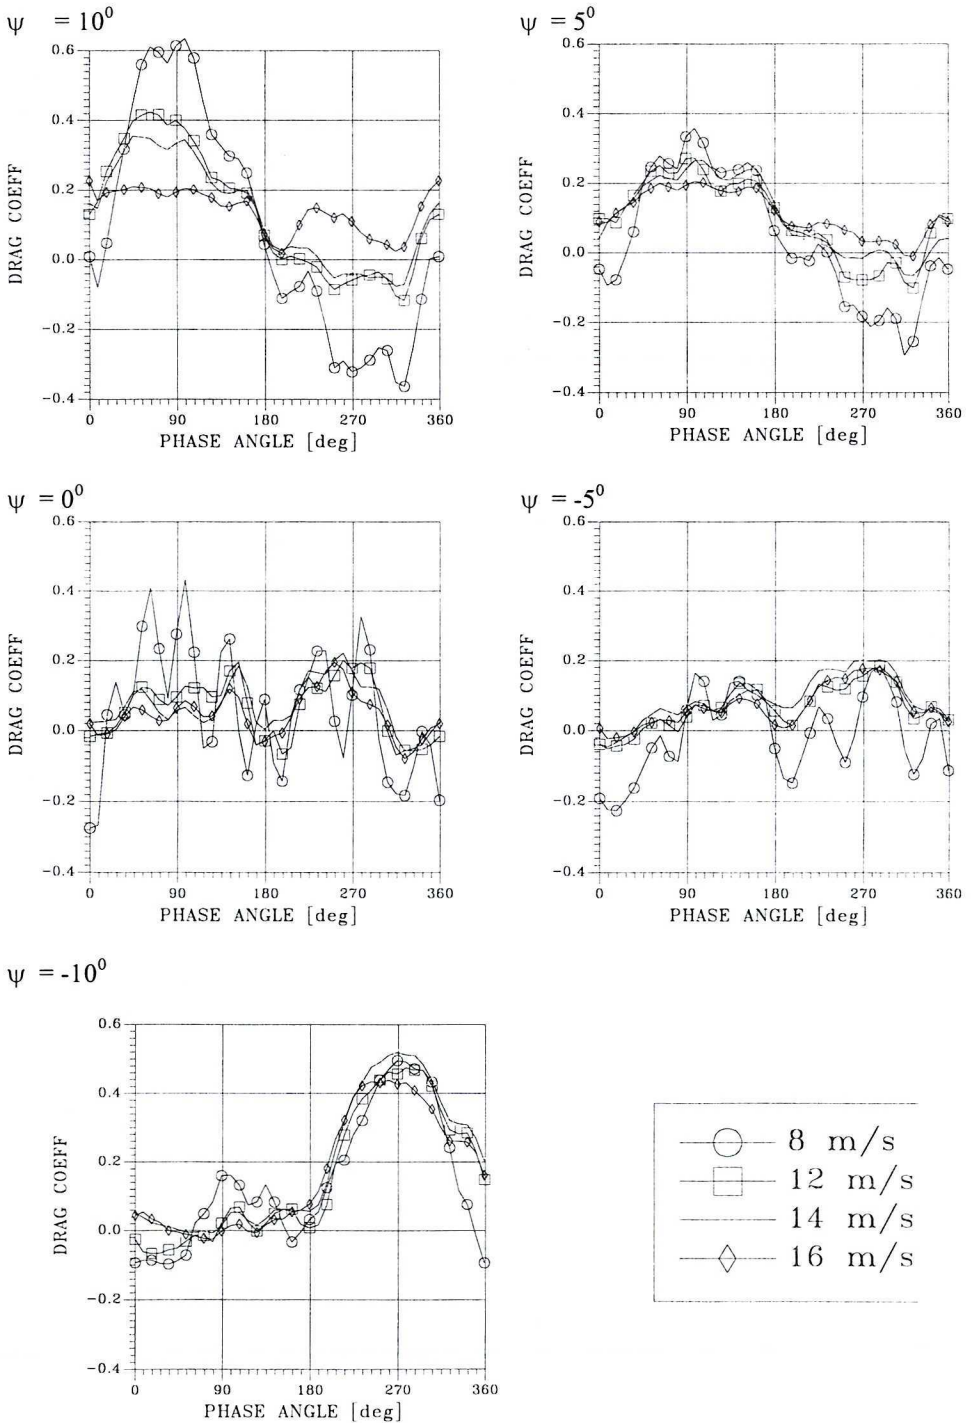 ψ = 10⁰
0.6
0.4
0.2
0.0
−0.2
−0.4
DRAG COEFF
0 90 180 270 360
PHASE ANGLE [deg]
ψ = 5⁰
0.6
0.4
0.2
0.0
−0.2
−0.4
DRAG COEFF
0 90 180 270 360
PHASE ANGLE [deg]
ψ = 0⁰
0.6
0.4
0.2
0.0
−0.2
−0.4
DRAG COEFF
0 90 180 270 360
PHASE ANGLE [deg]
ψ = -5⁰
0.6
0.4
0.2
0.0
−0.2
−0.4
DRAG COEFF
0 90 180 270 360
PHASE ANGLE [deg]
ψ = -10⁰
0.6
0.4
0.2
0.0
−0.2
−0.4
DRAG COEFF
0 90 180 270 360
PHASE ANGLE [deg]
8 m/s
12 m/s
14 m/s
16 m/s